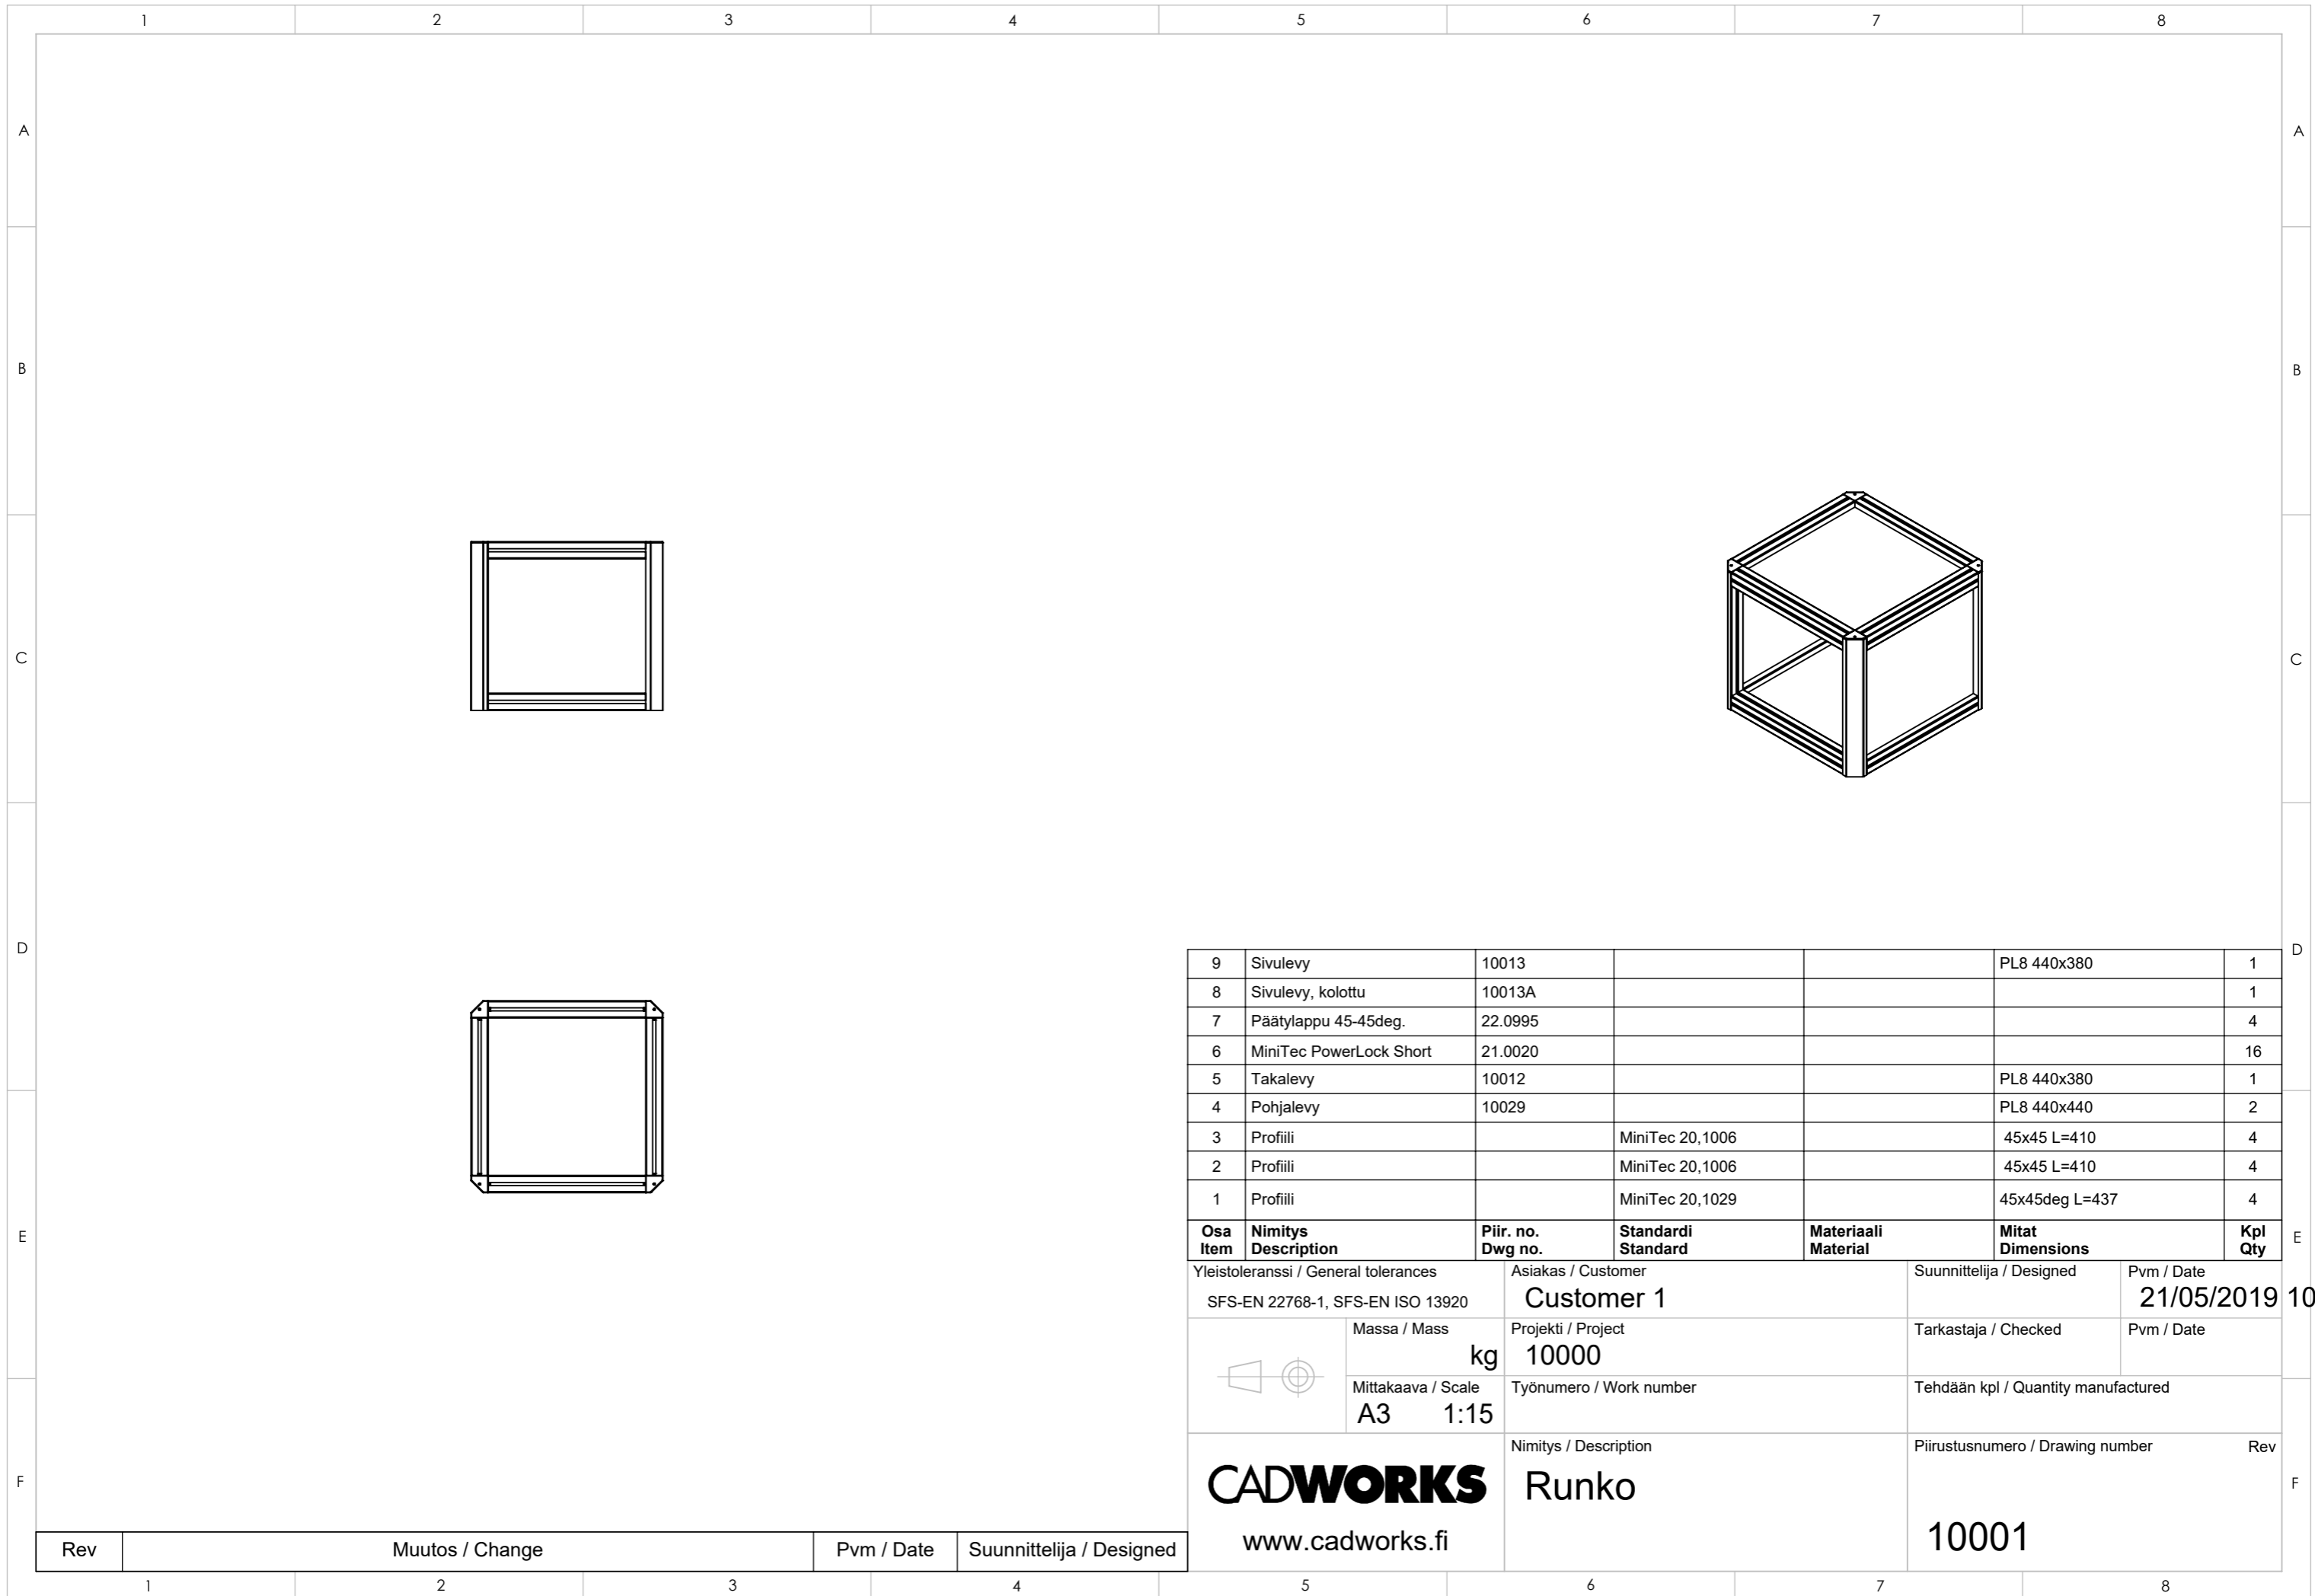 1 2 3 4 5 6 7 8
A A
B B
C C
D D
E E
F F
9 Sivulevy 10013 PL8 440x380 1
8 Sivulevy, kolottu 10013A 1
7 Päätylappu 45-45deg. 22.0995 4
6 MiniTec PowerLock Short 21.0020 16
5 Takalevy 10012 PL8 440x380 1
4 Pohjalevy 10029 PL8 440x440 2
3 Profiili MiniTec 20,1006 45x45 L=410 4
2 Profiili MiniTec 20,1006 45x45 L=410 4
1 Profiili MiniTec 20,1029 45x45deg L=437 4
Osa Nimitys Piir. no. Standardi Materiaali Mitat Kpl
Item Description Dwg no. Standard Material Dimensions Qty
Yleistoleranssi / General tolerances
SFS-EN 22768-1, SFS-EN ISO 13920
Asiakas / Customer
Customer 1
Suunnittelija / Designed
Pvm / Date
21/05/2019 10
Massa / Mass
kg
Projekti / Project
10000
Tarkastaja / Checked
Pvm / Date
Mittakaava / Scale
A3 1:15
Työnumero / Work number
Tehdään kpl / Quantity manufactured
CADWORKS
www.cadworks.fi
Nimitys / Description
Runko
Piirustusnumero / Drawing number Rev
10001
Rev Muutos / Change Pvm / Date Suunnittelija / Designed
1 2 3 4 5 6 7 8